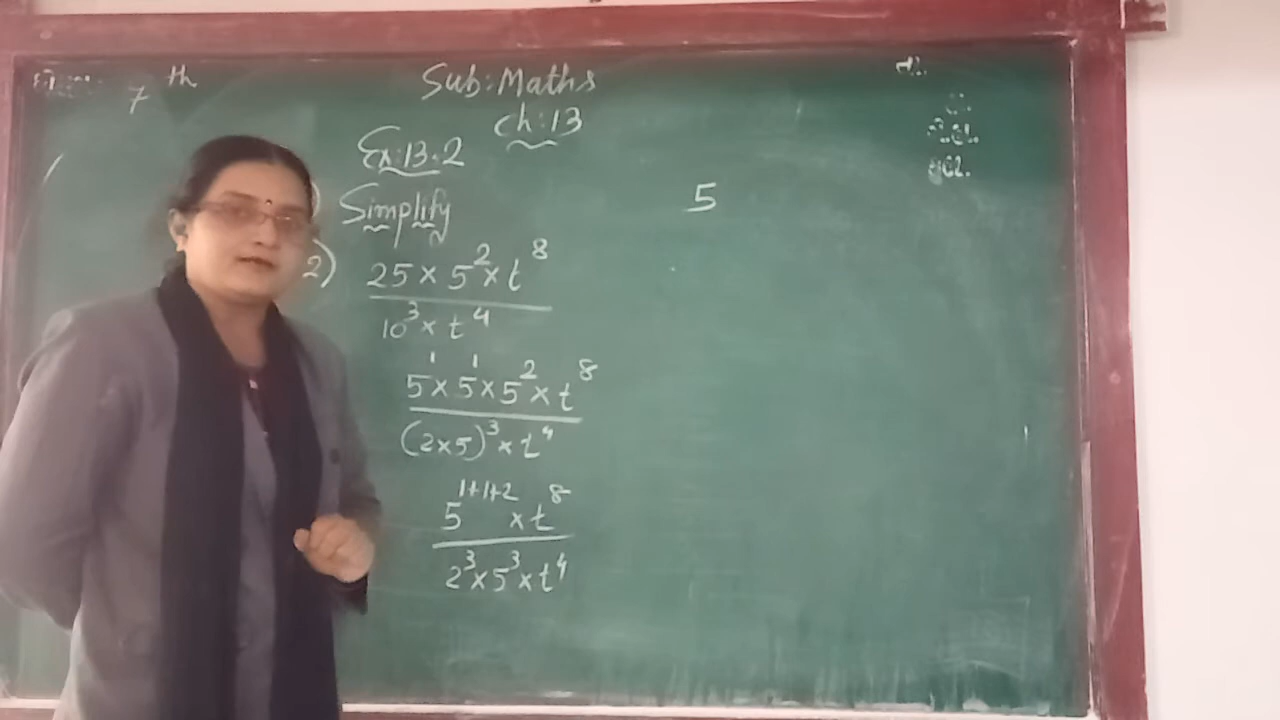 7th
Sub: Maths
Ch:13
Ex:13.2
Simplify
2) 25 × 5² × t⁸
10³ × t⁴
5¹ × 5¹ × 5² × t⁸
(2×5)³ × t⁴
5¹⁺¹⁺² × t⁸
2³ × 5³ × t⁴
5